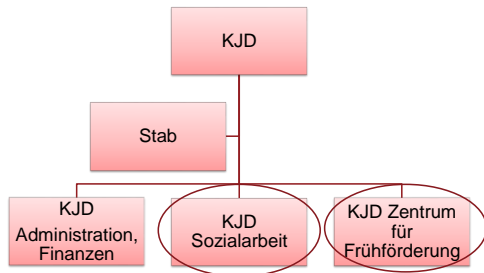 KJD
Stab
KJD
Administration,
Finanzen
KJD
Sozialarbeit
KJD Zentrum
für
Frühförderung